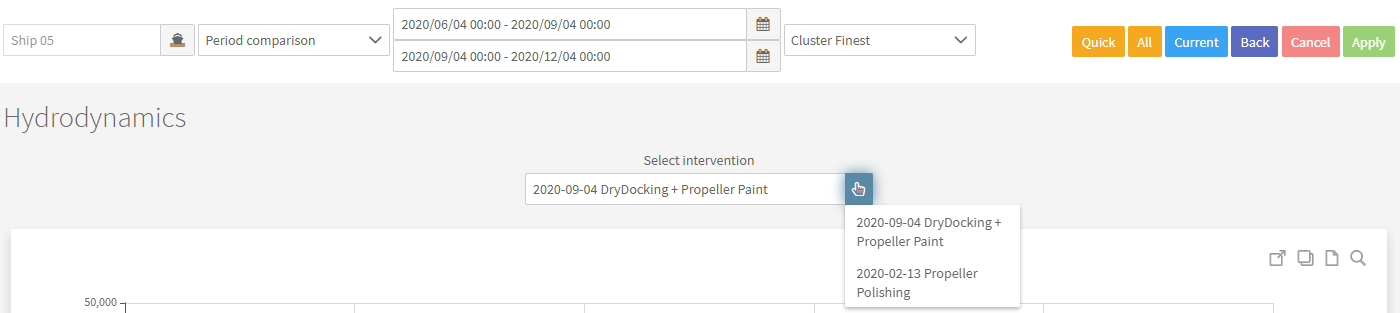 Ship 05
Period comparison
2020/06/04 00:00 - 2020/09/04 00:00
2020/09/04 00:00 - 2020/12/04 00:00
Cluster Finest
Quick
All
Current
Back
Cancel
Apply
Hydrodynamics
Select intervention
2020-09-04 DryDocking + Propeller Paint
2020-09-04 DryDocking +
Propeller Paint
2020-02-13 Propeller
Polishing
50,000